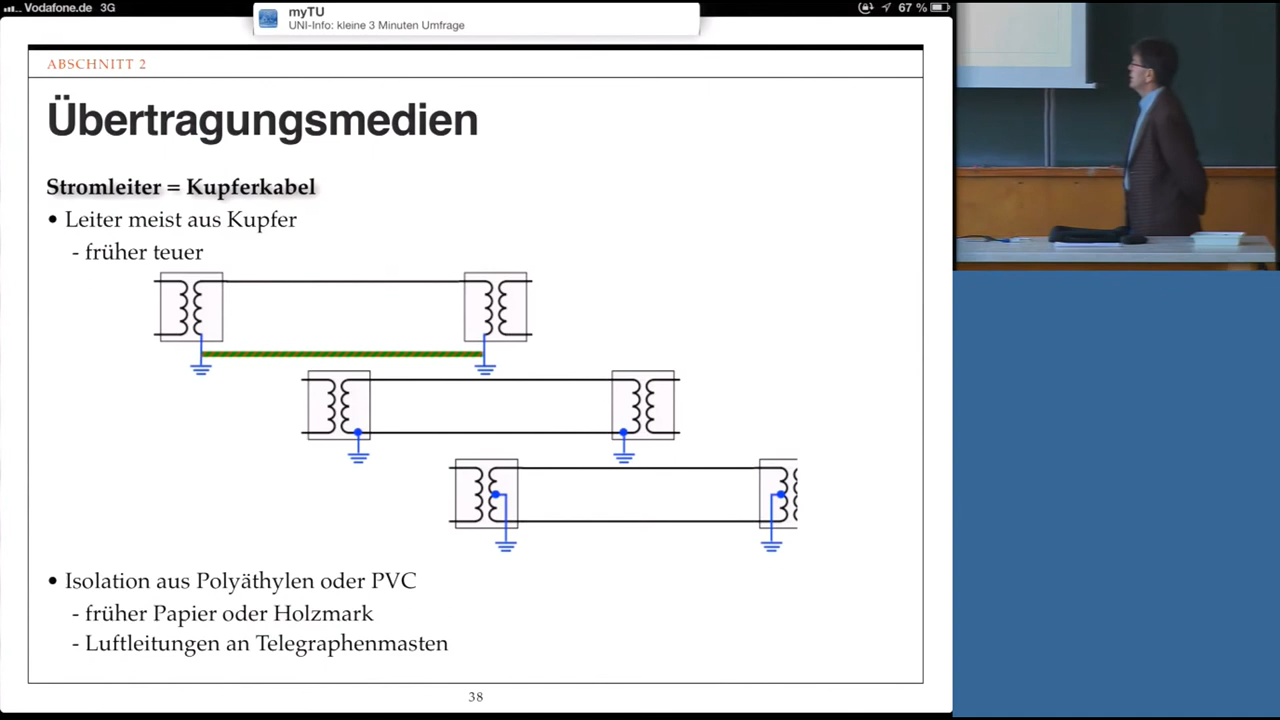 Vodafone.de 3G
myTU
UNI-Info: kleine 3 Minuten Umfrage
67 %
ABSCHNITT 2
Übertragungsmedien
Stromleiter = Kupferkabel
• Leiter meist aus Kupfer
- früher teuer
• Isolation aus Polyäthylen oder PVC
- früher Papier oder Holzmark
- Luftleitungen an Telegraphenmasten
38